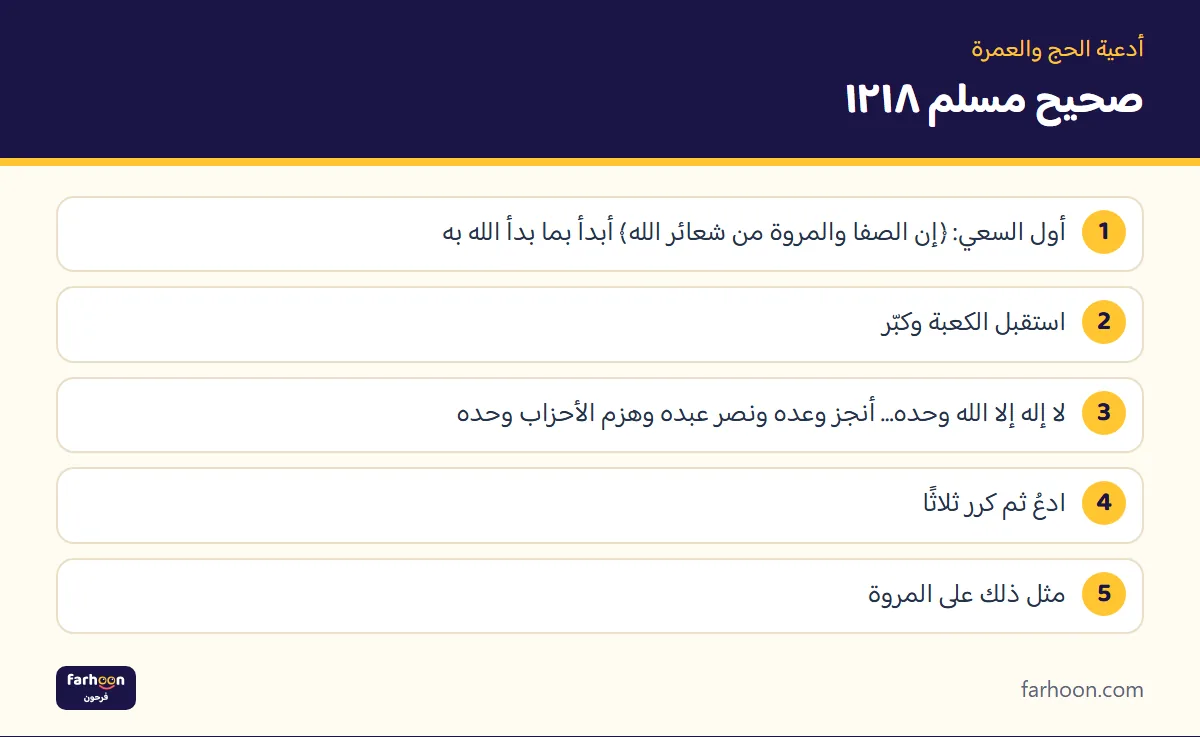 أدعية الحج والعمرة
صحيح مسلم ١٢١٨
1 أول السعي: ﴿إن الصفا والمروة من شعائر الله﴾ أبدأ بما بدأ الله به
2 استقبل الكعبة وكبّر
3 لا إله إلا الله وحده... أنجز وعده ونصر عبده وهزم الأحزاب وحده
4 ادعُ ثم كرر ثلاثًا
5 مثل ذلك على المروة
farhoon.com
farhoon
فرحون